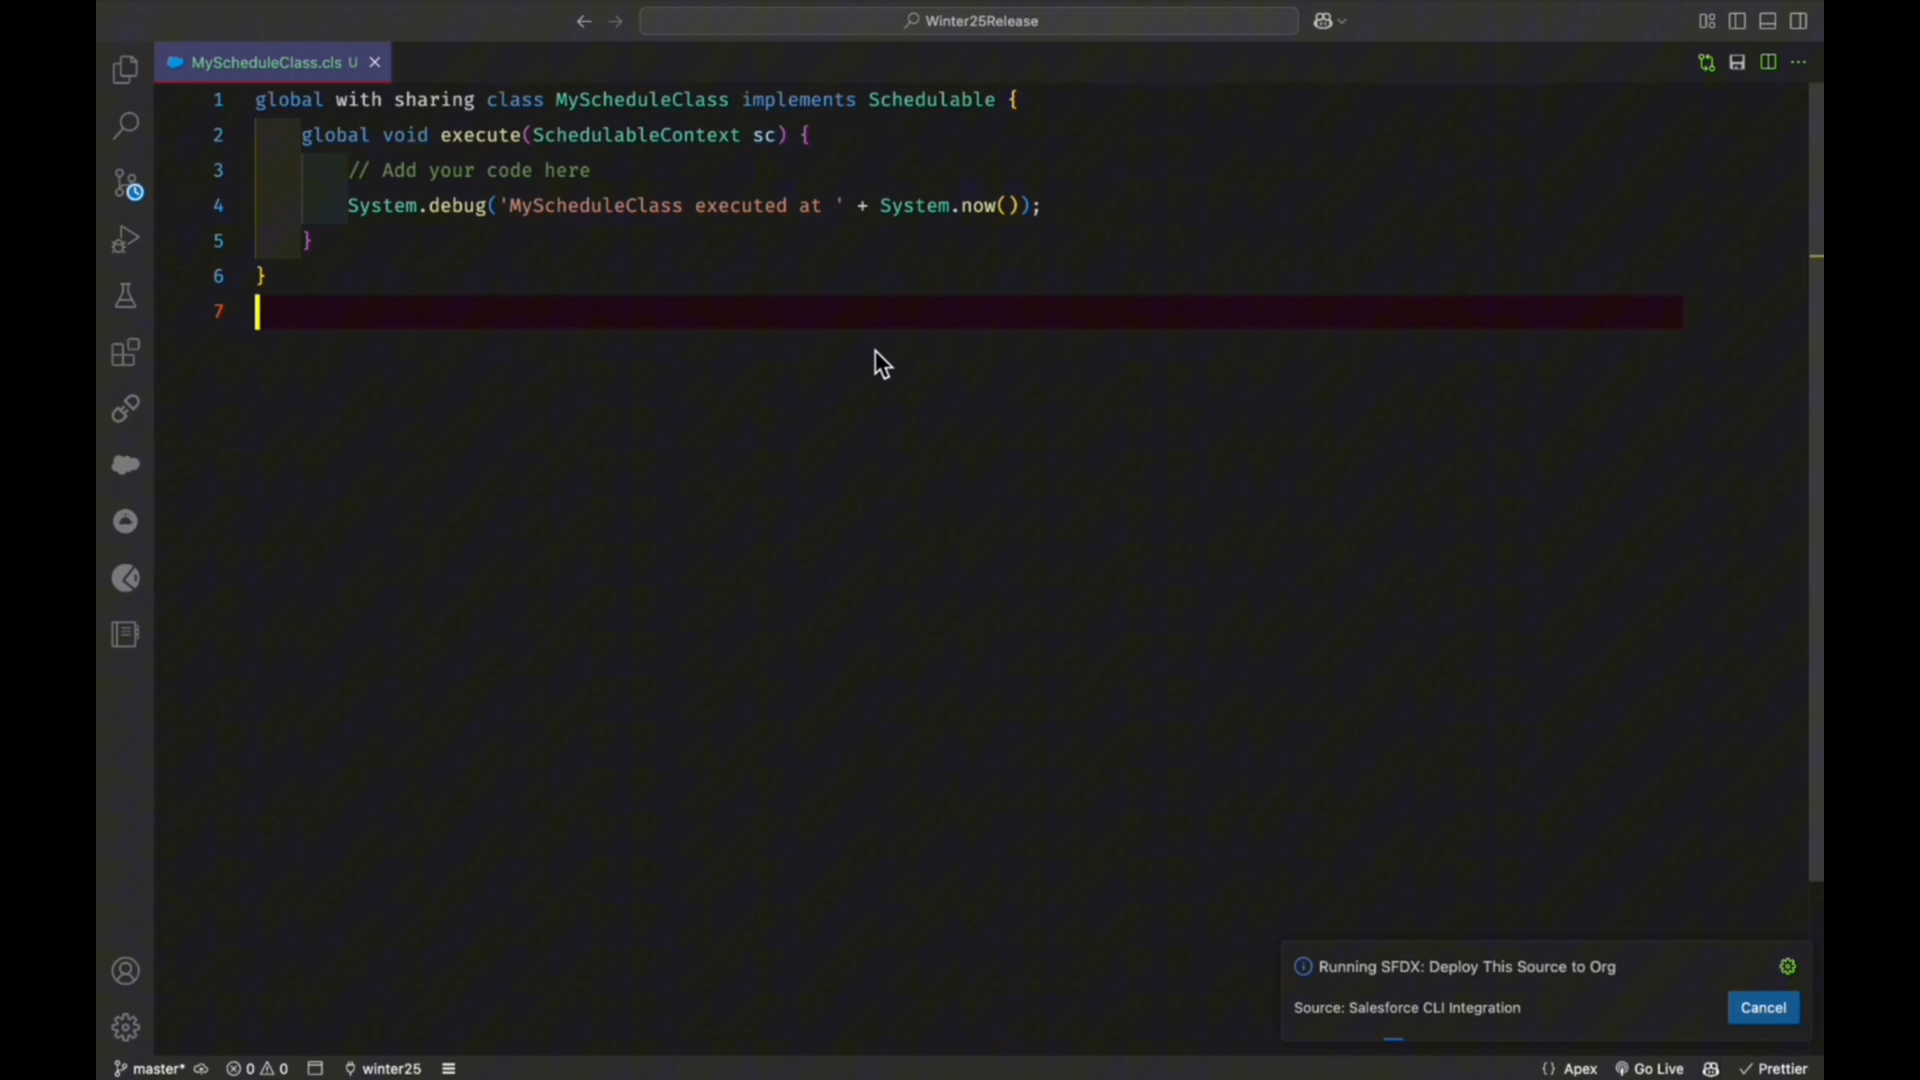 Winter25Release
MyScheduleClass.cls U
1 global with sharing class MyScheduleClass implements Schedulable {
2 global void execute(SchedulableContext sc) {
3 // Add your code here
4 System.debug('MyScheduleClass executed at ' + System.now());
5 }
6 }
7
Running SFDX: Deploy This Source to Org
Source: Salesforce CLI Integration Cancel
master* 0 0 winter25 {} Apex Go Live Prettier